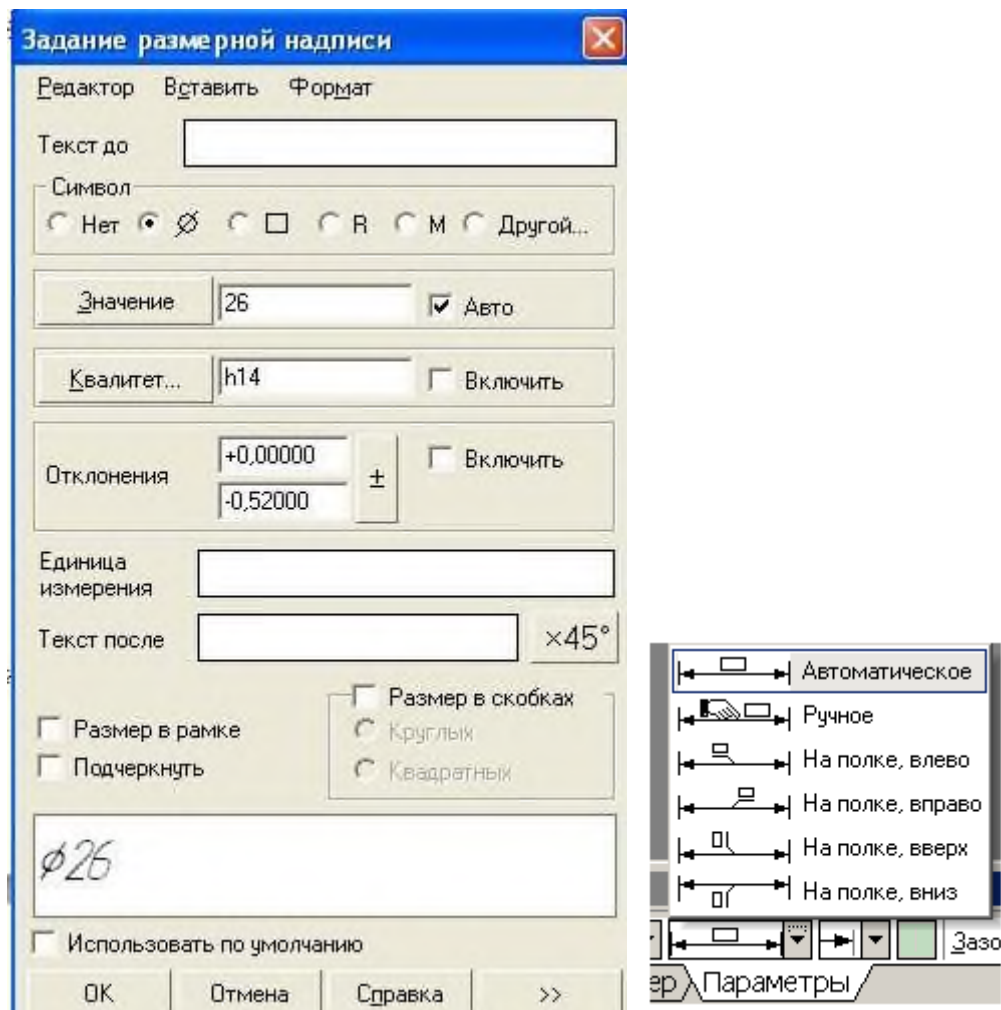 Задание размерной надписи
Редактор Вставить Формат
Текст до
Символ
Нет Ø □ R M Другой...
Значение 26 Авто
Квалитет... h14 Включить
Отклонения +0,00000 ± Включить
-0,52000
Единица
измерения
Текст после ×45°
Размер в скобках
Размер в рамке Круглых
Подчеркнуть Квадратных
Ø26
Использовать по умолчанию
OK Отмена Справка >>
Автоматическое
Ручное
На полке, влево
На полке, вправо
На полке, вверх
На полке, вниз
Зазо
ер Параметры